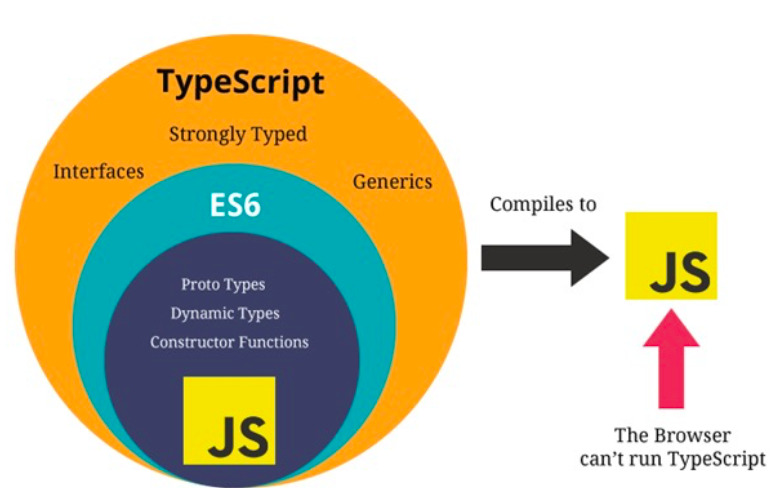 TypeScript
Strongly Typed
Interfaces
Generics
ES6
Proto Types
Dynamic Types
Constructor Functions
JS
Compiles to
JS
The Browser
can't run TypeScript